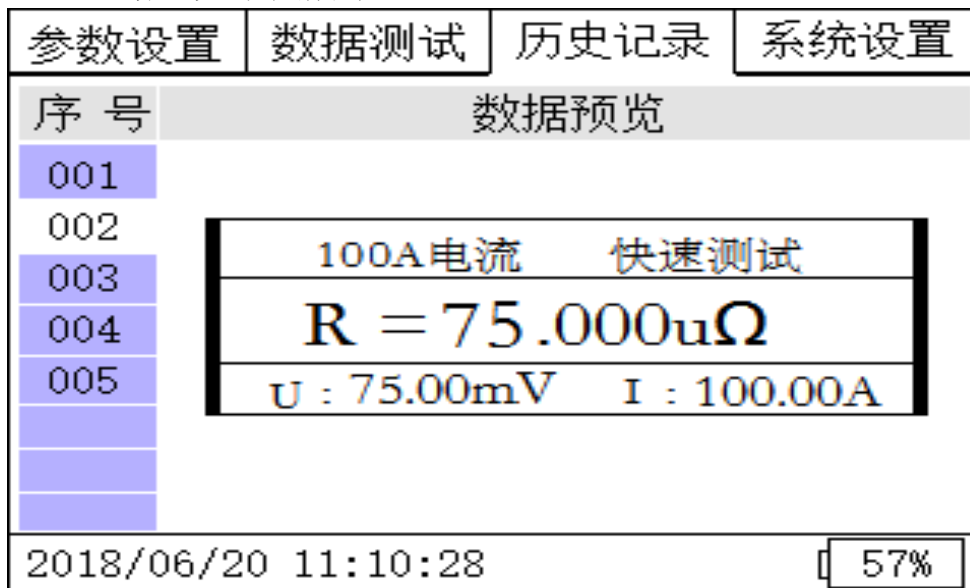 参数设置 数据测试 历史记录 系统设置
序 号 数据预览
001
002
100A电流 快速测试
003
R = 75.000uΩ
004
005
U : 75.00mV I : 100.00A
2018/06/20 11:10:28 57%